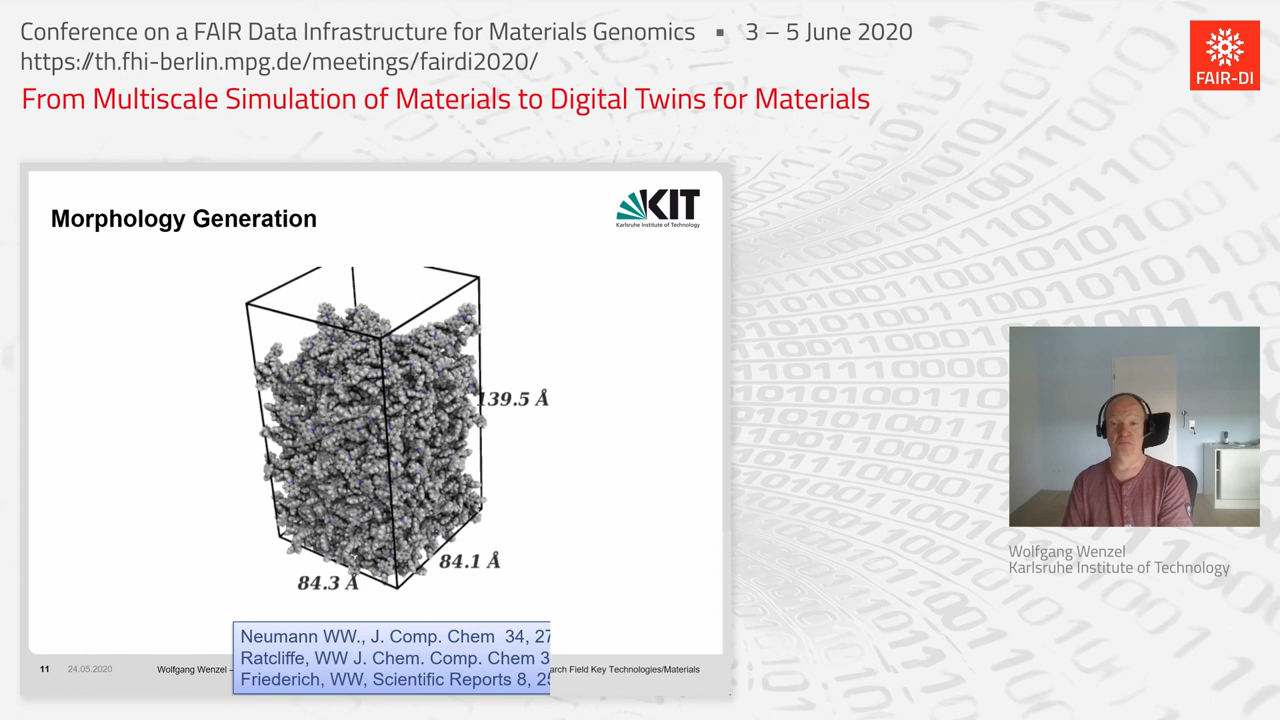 Conference on a FAIR Data Infrastructure for Materials Genomics ▪ 3 – 5 June 2020
https://th.fhi-berlin.mpg.de/meetings/fairdi2020/
From Multiscale Simulation of Materials to Digital Twins for Materials
FAIR-DI
Morphology Generation
KIT
Karlsruhe Institute of Technology
139.5 Å
84.1 Å
84.3 Å
Neumann WW., J. Comp. Chem 34, 27
Ratcliffe, WW J. Chem. Comp. Chem 3
Friederich, WW, Scientific Reports 8, 25
11 24.05.2020 Wolfgang Wenzel – arch Field Key Technologies/Materials
Wolfgang Wenzel
Karlsruhe Institute of Technology